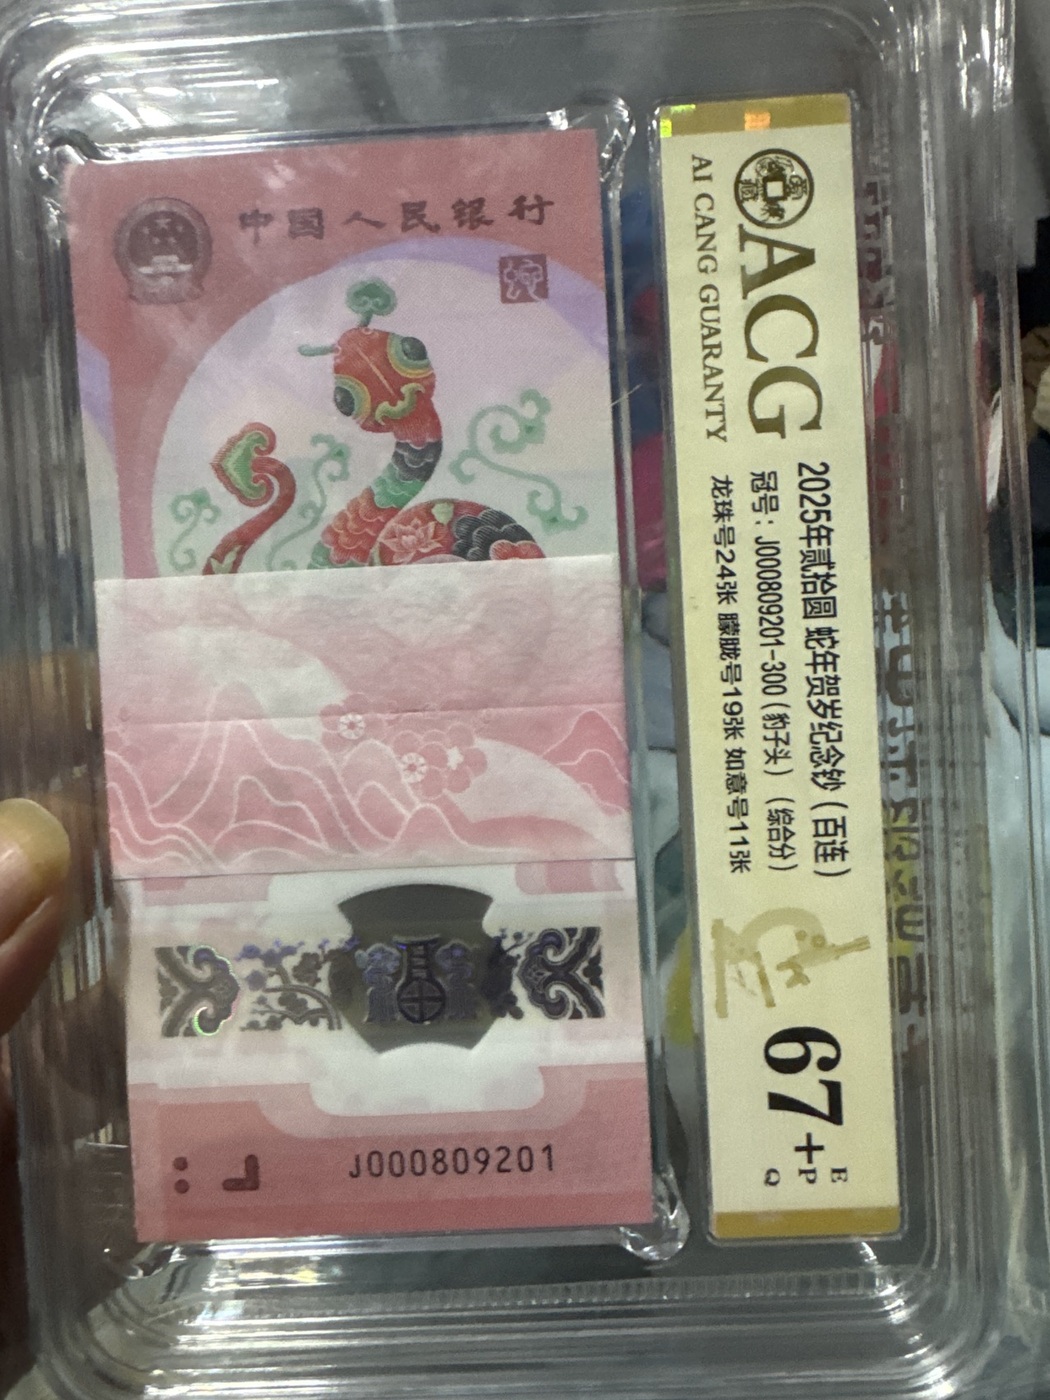 中国人民银行
J000809201
ACG
AI CANG GUARANTY
2025年贰拾圆 蛇年贺岁纪念钞（百连）
冠号：J000809201-300（豹子头）（综合分）
龙珠号24张 朦胧号19张 如意号11张
67+
E
P
Q